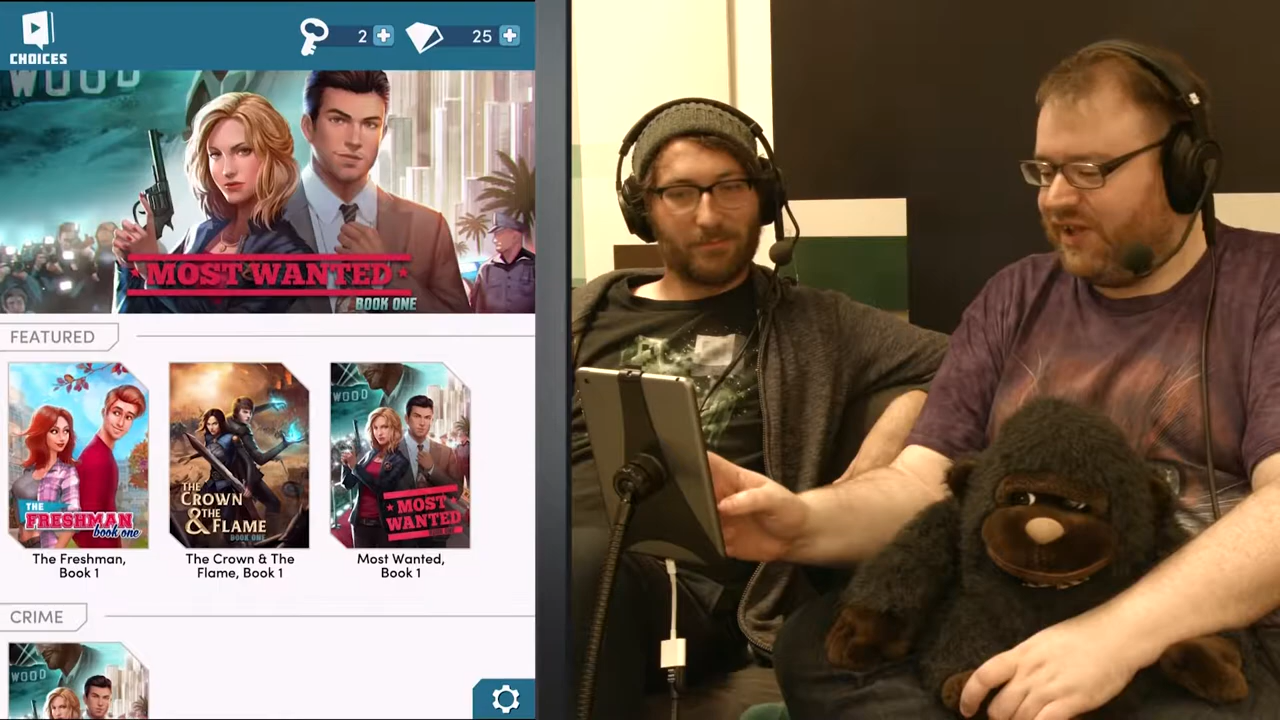 CHOICES
2
25
WOOD
MOST WANTED
BOOK ONE
FEATURED
WOOD
THE
FRESHMAN
book one
THE
CROWN
& THE
FLAME
BOOK ONE
MOST
WANTED
The Freshman,
Book 1
The Crown & The
Flame, Book 1
Most Wanted,
Book 1
CRIME
WOOD